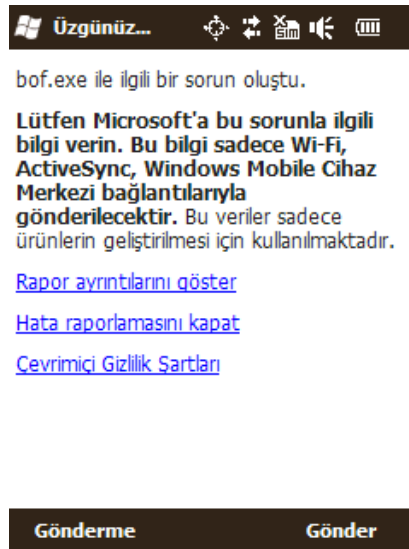 Üzgünüz...
Sim
bof.exe ile ilgili bir sorun oluştu.
Lütfen Microsoft'a bu sorunla ilgili
bilgi verin. Bu bilgi sadece Wi-Fi,
ActiveSync, Windows Mobile Cihaz
Merkezi bağlantılarıyla
gönderilecektir. Bu veriler sadece
ürünlerin geliştirilmesi için kullanılmaktadır.
Rapor ayrıntılarını göster
Hata raporlamasını kapat
Çevrimiçi Gizlilik Şartları
Gönderme
Gönder